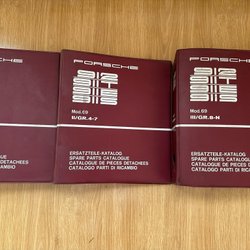 PORSCHE
Mod. 69
II/GR. 4-7
ERSATZTEILE-KATALOG
SPARE PARTS CATALOGUE
CATALOGUE DE PIECES DETACHEES
CATALOGO PARTI DI RICAMBIO
PORSCHE
Mod. 69
III/GR. 8-N
ERSATZTEILE-KATALOG
SPARE PARTS CATALOGUE
CATALOGUE DE PIECES DETACHEES
CATALOGO PARTI DI RICAMBIO